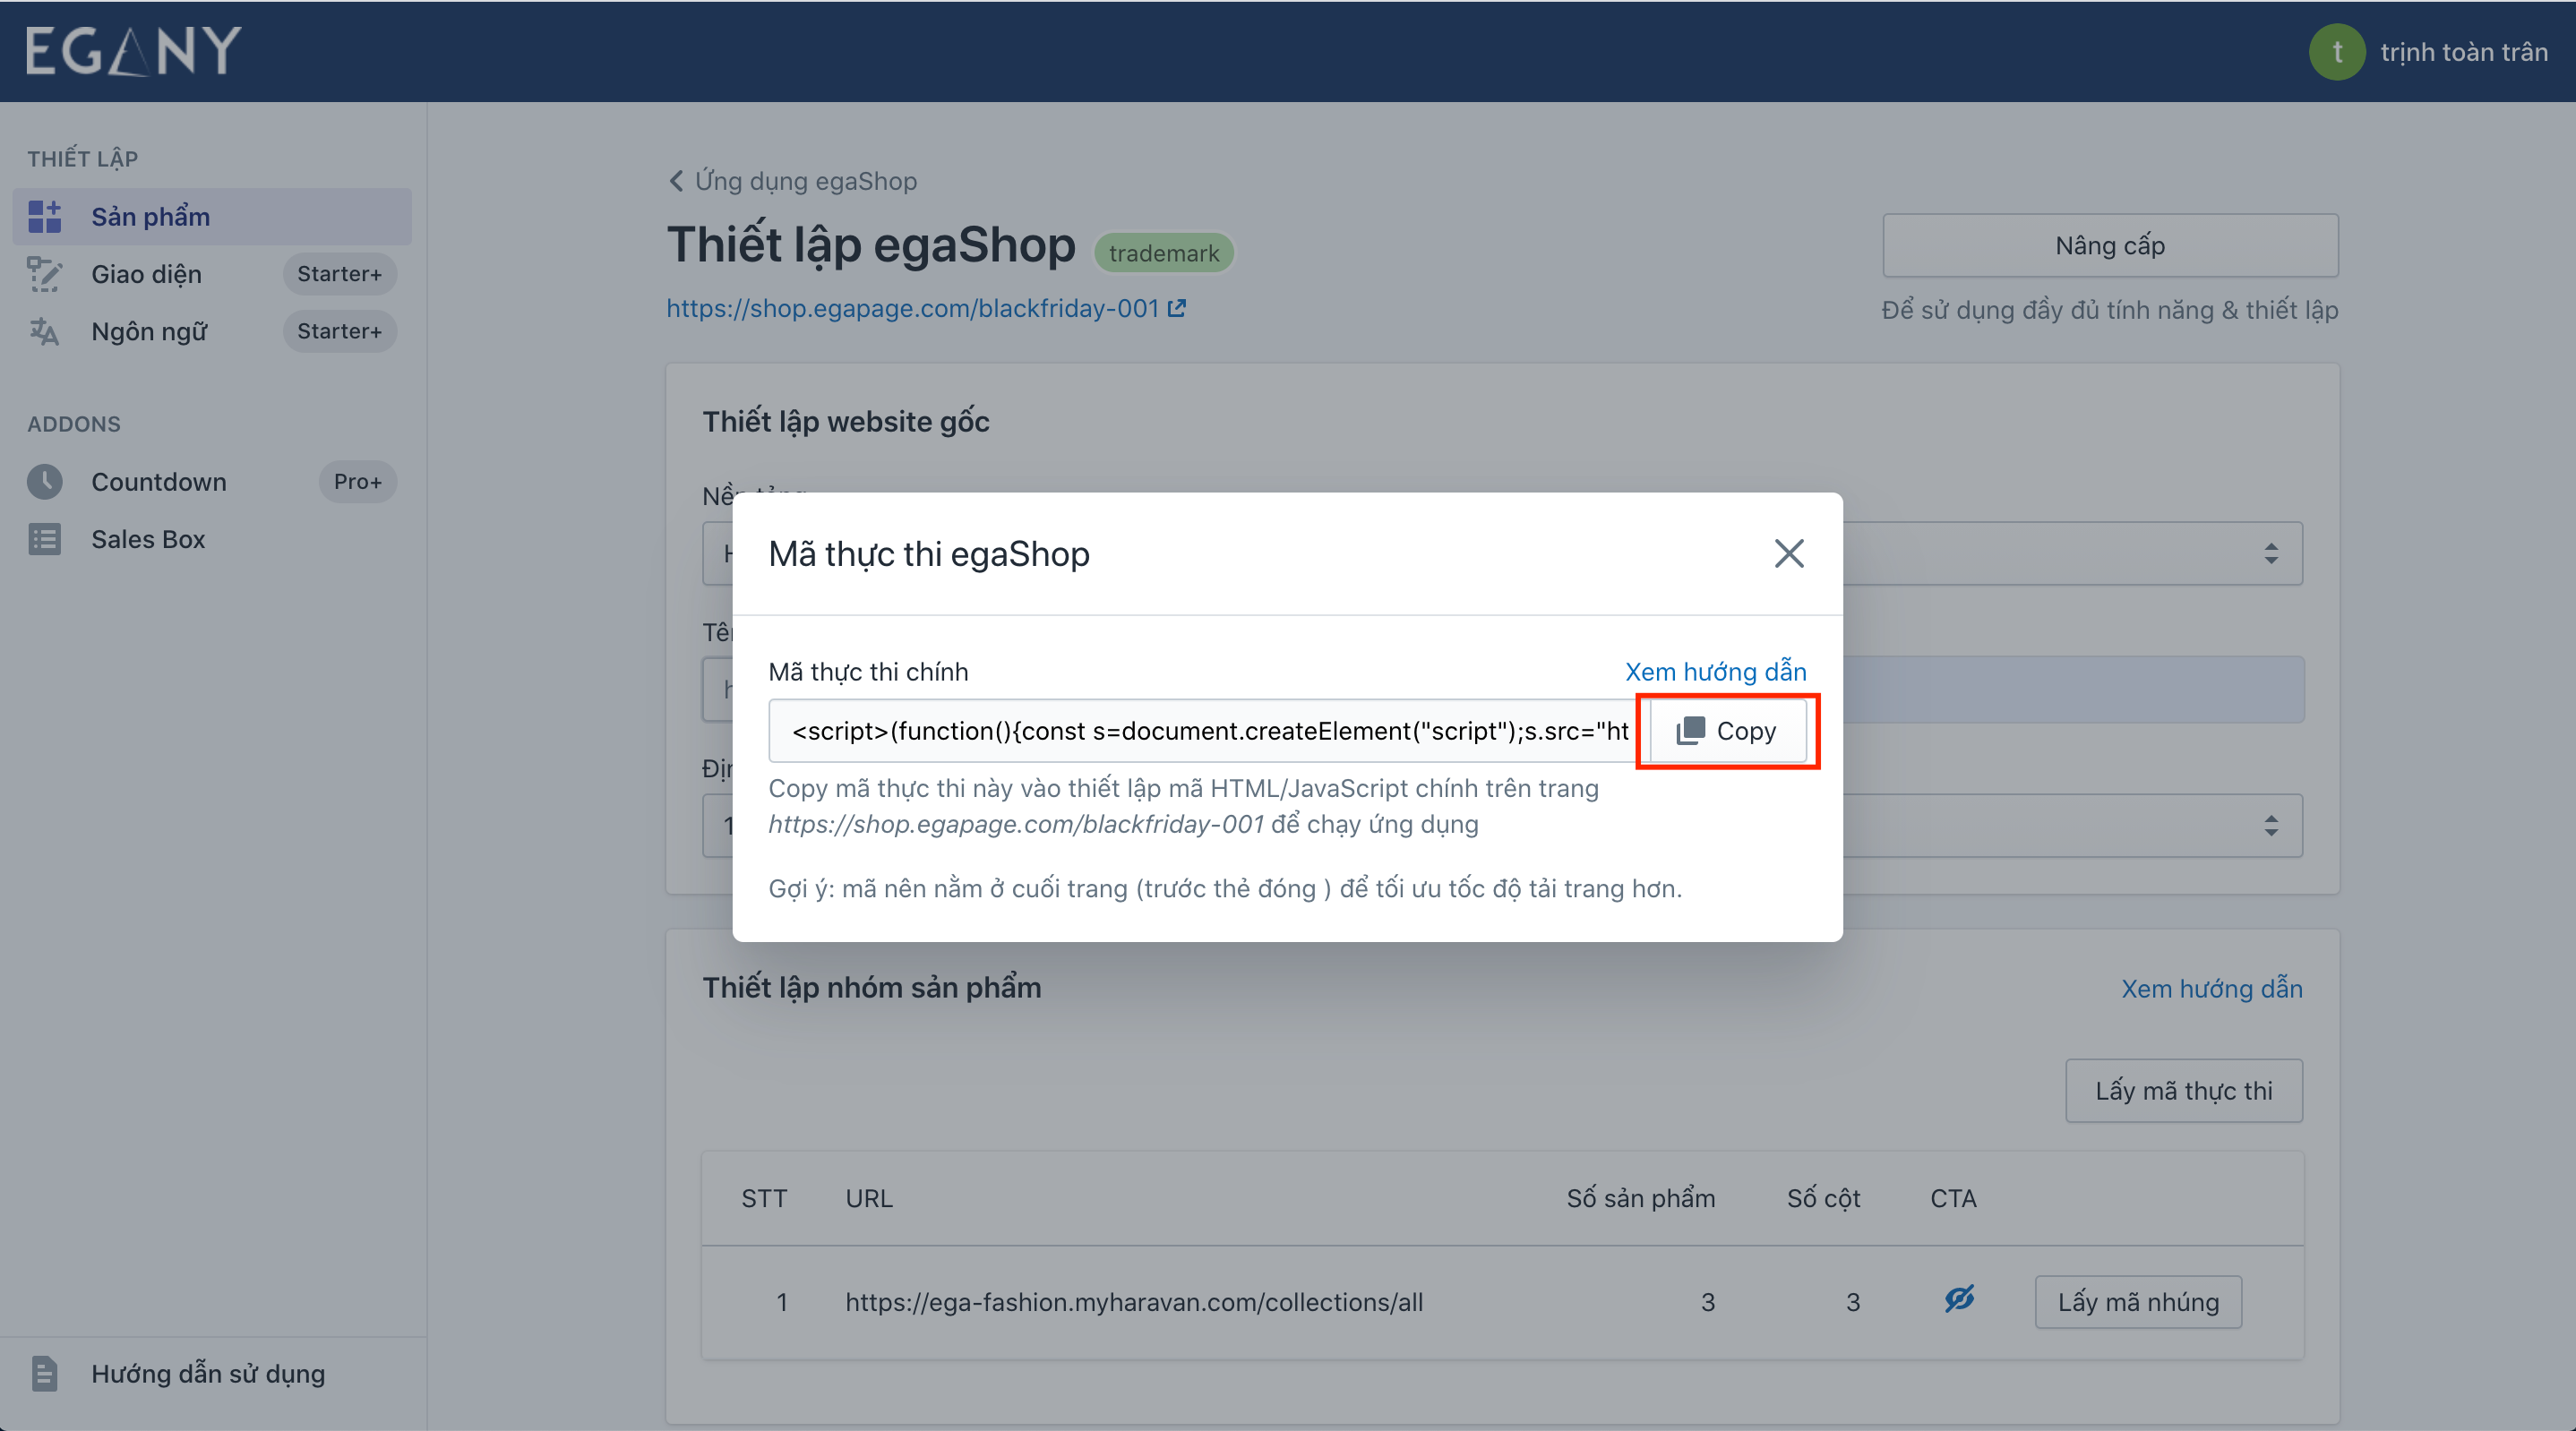 EGANY
t
trịnh toàn trân
THIẾT LẬP
Sản phẩm
Giao diện
Starter+
Ngôn ngữ
Starter+
ADDONS
Countdown
Pro+
Sales Box
Hướng dẫn sử dụng
Ứng dụng egaShop
Thiết lập egaShop
trademark
https://shop.egapage.com/blackfriday-001
Nâng cấp
Để sử dụng đầy đủ tính năng & thiết lập
Thiết lập website gốc
Mã thực thi egaShop
Mã thực thi chính
Xem hướng dẫn
<script>(function(){const s=document.createElement("script");s.src="ht
Copy
Copy mã thực thi này vào thiết lập mã HTML/JavaScript chính trên trang
https://shop.egapage.com/blackfriday-001 để chạy ứng dụng
Gợi ý: mã nên nằm ở cuối trang (trước thẻ đóng ) để tối ưu tốc độ tải trang hơn.
Thiết lập nhóm sản phẩm
Xem hướng dẫn
Lấy mã thực thi
STT URL Số sản phẩm Số cột CTA
1 https://ega-fashion.myharavan.com/collections/all 3 3 Lấy mã nhúng